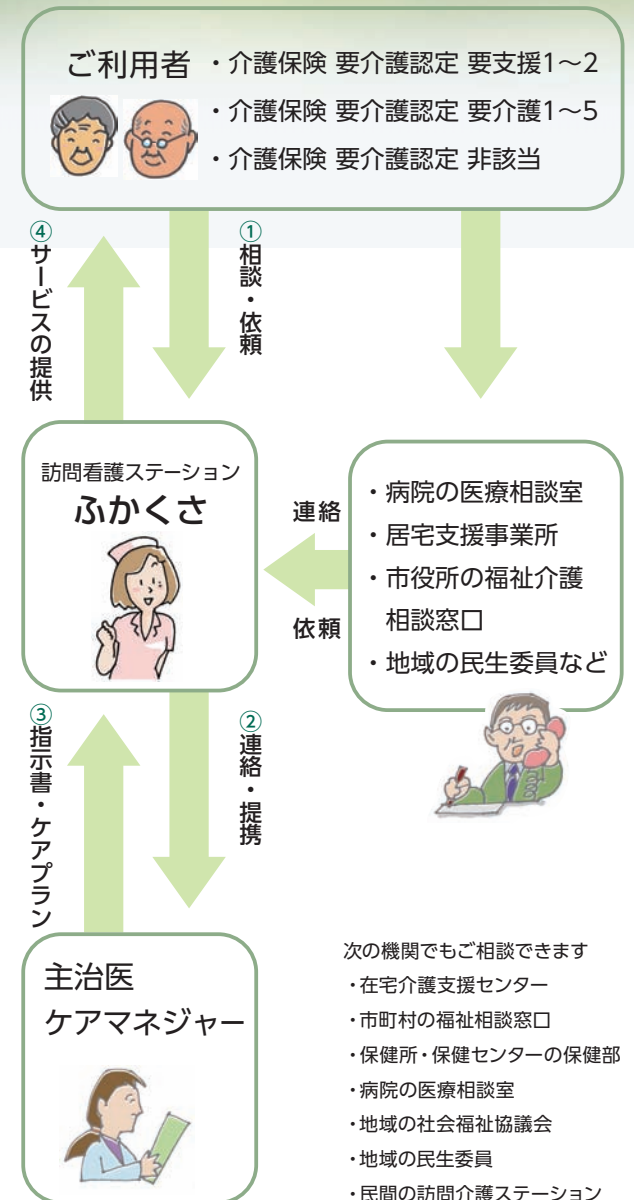 ご利用者
・介護保険 要介護認定 要支援1～2
・介護保険 要介護認定 要介護1～5
・介護保険 要介護認定 非該当
④サービスの提供
①相談・依頼
訪問看護ステーション
ふかくさ
連絡
依頼
・病院の医療相談室
・居宅支援事業所
・市役所の福祉介護
相談窓口
・地域の民生委員など
③指示書・ケアプラン
②連絡・提携
主治医
ケアマネジャー
次の機関でもご相談できます
・在宅介護支援センター
・市町村の福祉相談窓口
・保健所・保健センターの保健部
・病院の医療相談室
・地域の社会福祉協議会
・地域の民生委員
・民間の訪問介護ステーション